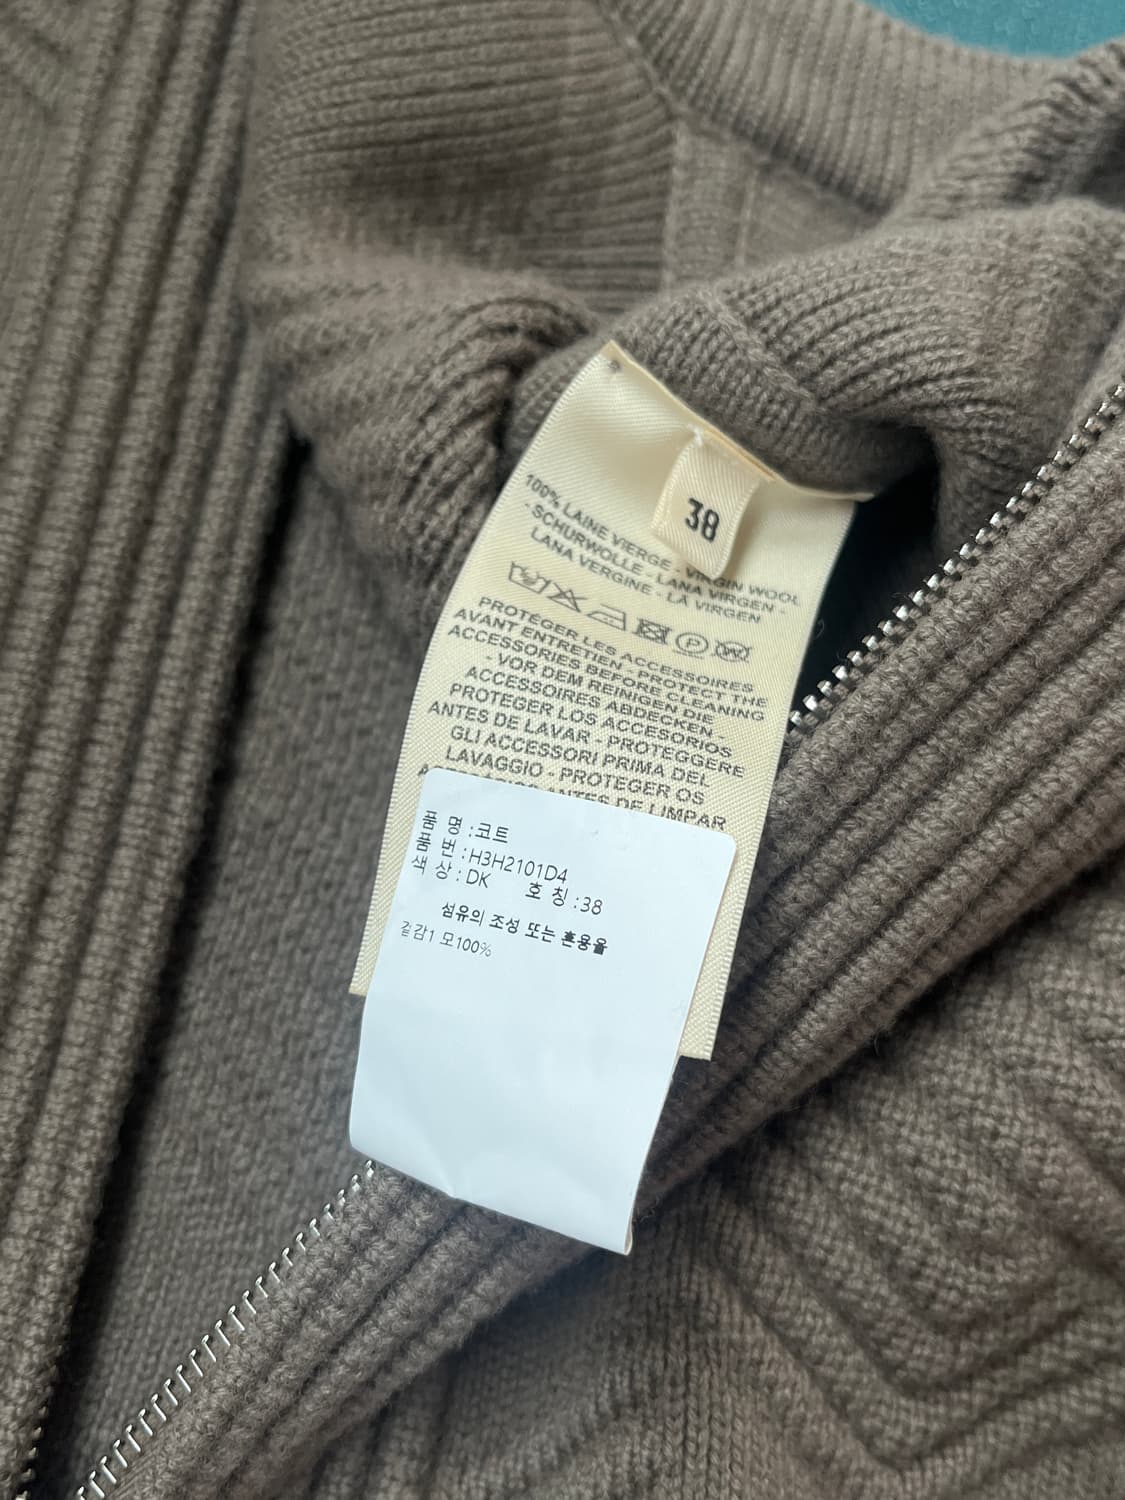 38
100% LAINE VIERGE - VIRGIN WOOL
- SCHURWOLLE - LANA VIRGEN -
LANA VERGINE - LÃ VIRGEN
P
W
PROTEGER LES ACCESSOIRES
AVANT ENTRETIEN - PROTECT THE
ACCESSORIES BEFORE CLEANING
- VOR DEM REINIGEN DIE
ACCESSOIRES ABDECKEN -
PROTEGER LOS ACCESORIOS
ANTES DE LAVAR - PROTEGGERE
GLI ACCESSORI PRIMA DEL
LAVAGGIO - PROTEGER OS
ANTES DE LIMPAR
품 명 :코트
품 번 :H3H2101D4
색 상 : DK 호 칭 :38
섬유의 조성 또는 혼용율
겉감1 모100%